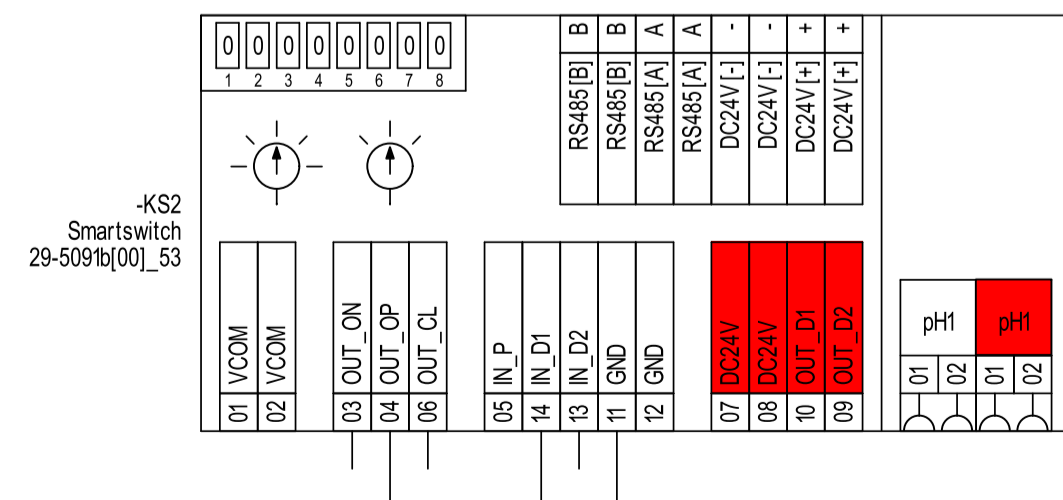 0 0 0 0 0 0 0 0
1 2 3 4 5 6 7 8
B B A A - - + +
RS485[B] RS485[B] RS485[A] RS485[A] DC24V[-] DC24V[-] DC24V[+] DC24V[+]
-KS2
Smartswitch
29-5091b[00]_53
VCOM VCOM OUT_ON OUT_OP OUT_CL IN_P IN_D1 IN_D2 GND GND DC24V DC24V OUT_D1 OUT_D2
01 02 03 04 06 05 14 13 11 12 07 08 10 09
pH1 pH1
01 02 01 02